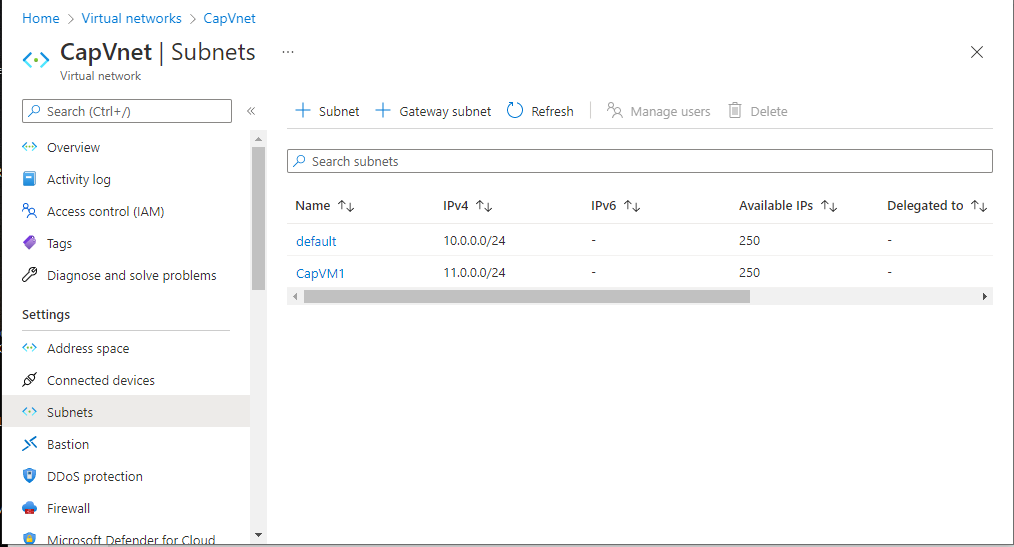 Home > Virtual networks > CapVnet
CapVnet | Subnets ...
Virtual network
Search (Ctrl+/) «
Overview
Activity log
Access control (IAM)
Tags
Diagnose and solve problems
Settings
Address space
Connected devices
Subnets
Bastion
DDoS protection
Firewall
Microsoft Defender for Cloud
+ Subnet + Gateway subnet Refresh | Manage users Delete
Search subnets
Name ↑↓ IPv4 ↑↓ IPv6 ↑↓ Available IPs ↑↓ Delegated to ↑↓
default 10.0.0.0/24 - 250 -
CapVM1 11.0.0.0/24 - 250 -